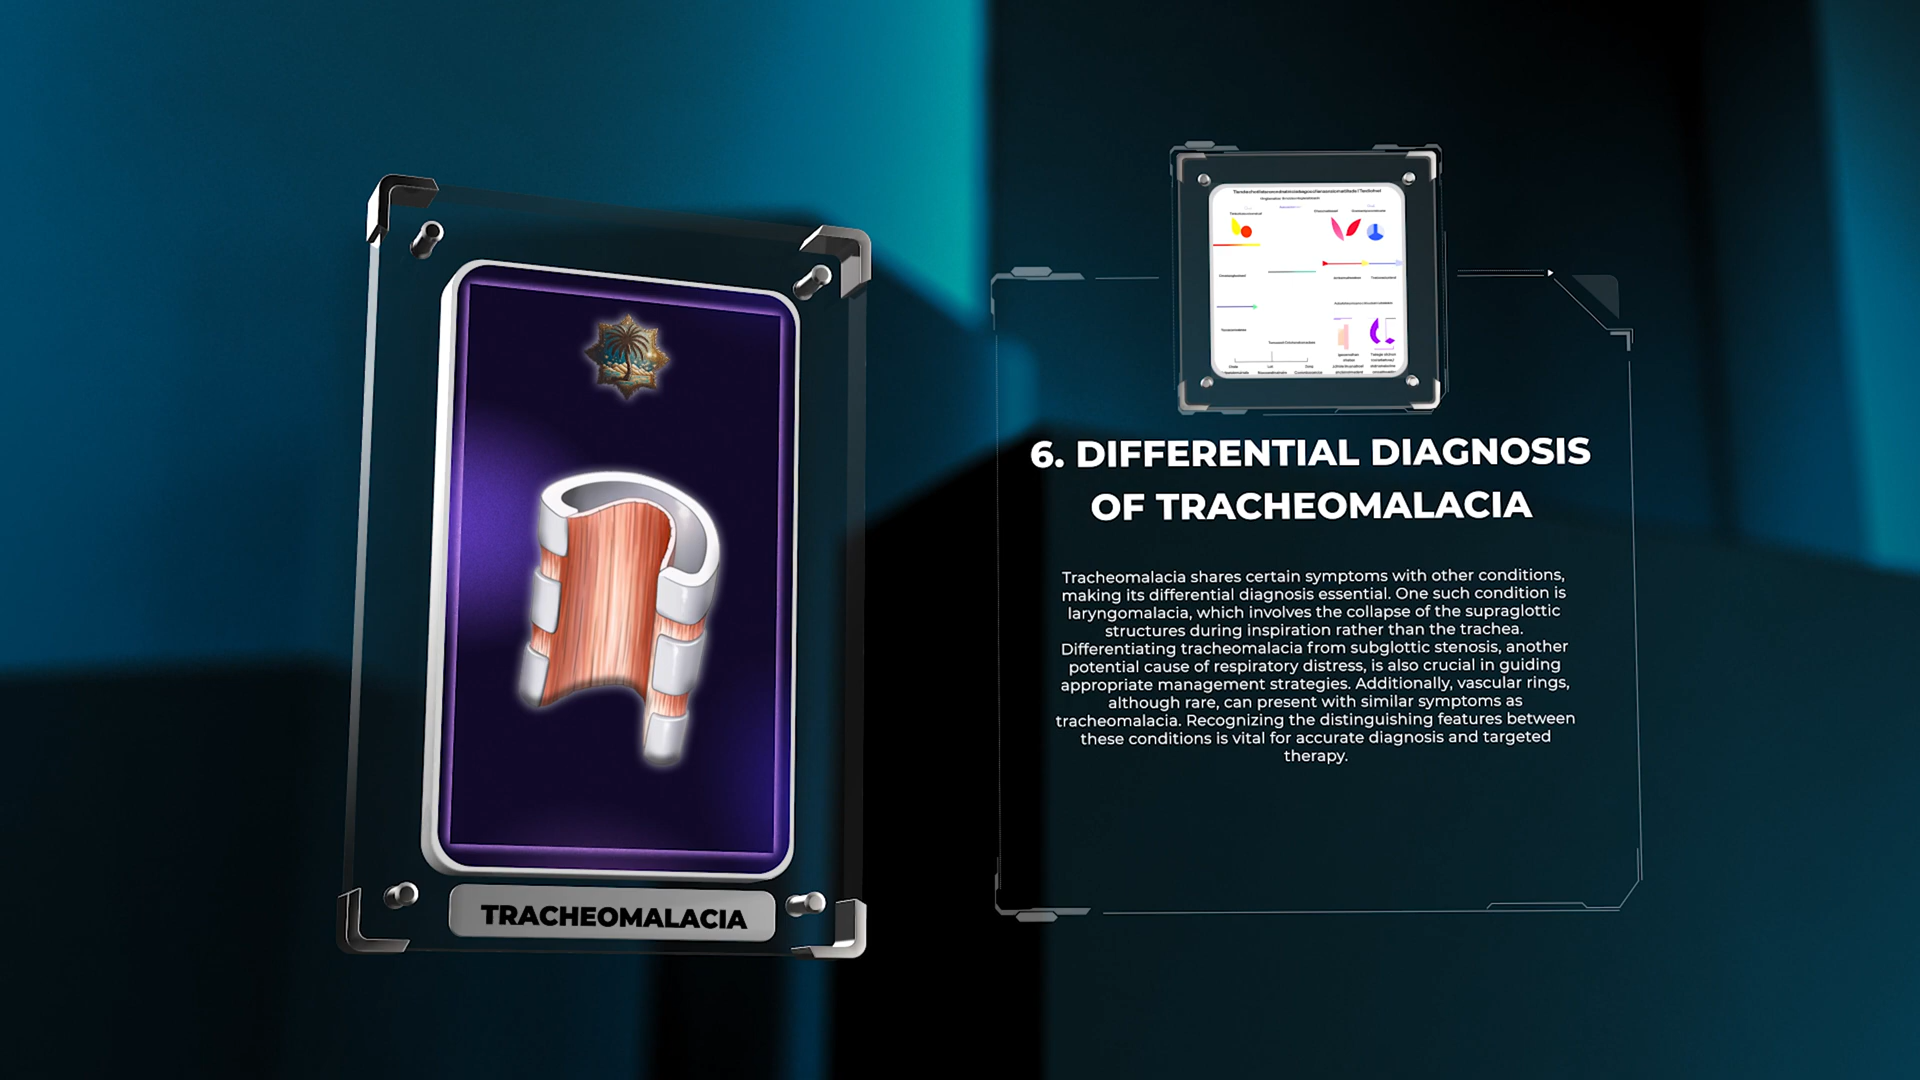 TRACHEOMALACIA
6. DIFFERENTIAL DIAGNOSIS
OF TRACHEOMALACIA
Tracheomalacia shares certain symptoms with other conditions,
making its differential diagnosis essential. One such condition is
laryngomalacia, which involves the collapse of the supraglottic
structures during inspiration rather than the trachea.
Differentiating tracheomalacia from subglottic stenosis, another
potential cause of respiratory distress, is also crucial in guiding
appropriate management strategies. Additionally, vascular rings,
although rare, can present with similar symptoms as
tracheomalacia. Recognizing the distinguishing features between
these conditions is vital for accurate diagnosis and targeted
therapy.